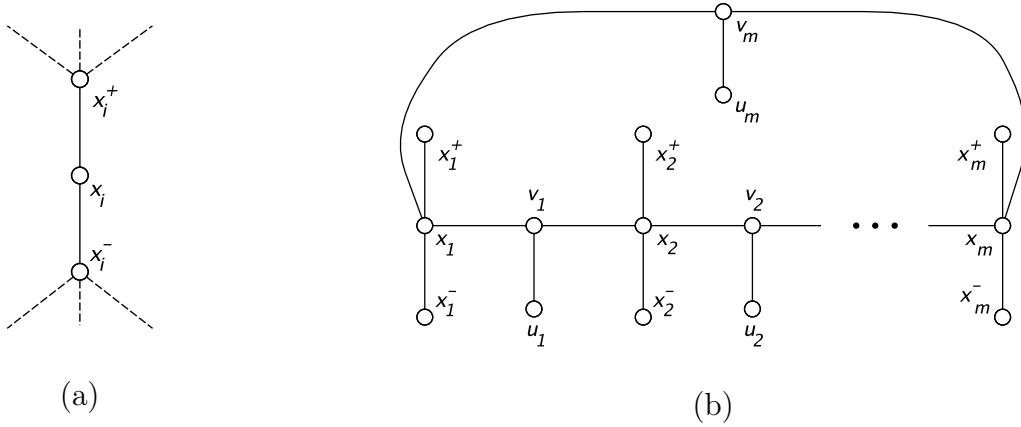 v_m
u_m
x_i^+
x_i
x_i^-
x_1^+ x_2^+ x_m^+
v_1 v_2
x_1 x_2 • • • x_m
x_1^- x_2^- x_m^-
u_1 u_2
(a) (b)